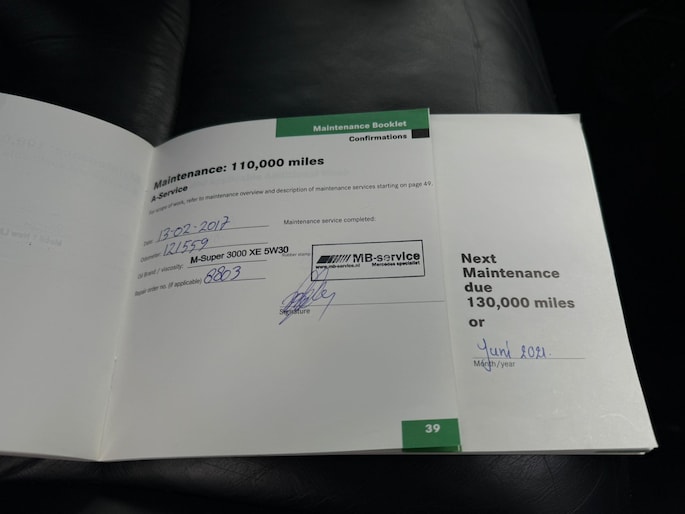 Maintenance Booklet
Confirmations
Maintenance: 110,000 miles
A-Service
For scope of work, refer to maintenance overview and description of maintenance services starting on page 49.
Date: 13-02-2017
Maintenance service completed:
Odometer: 121559
Oil Brand / viscosity: M-Super 3000 XE 5W30
Dealer stamp
MB-service
www.mb-service.nl
Mercedes specialist
Repair order no. (if applicable) 8803
Signature
39
Next
Maintenance
due
130,000 miles
or
Juni 2021.
Month/year